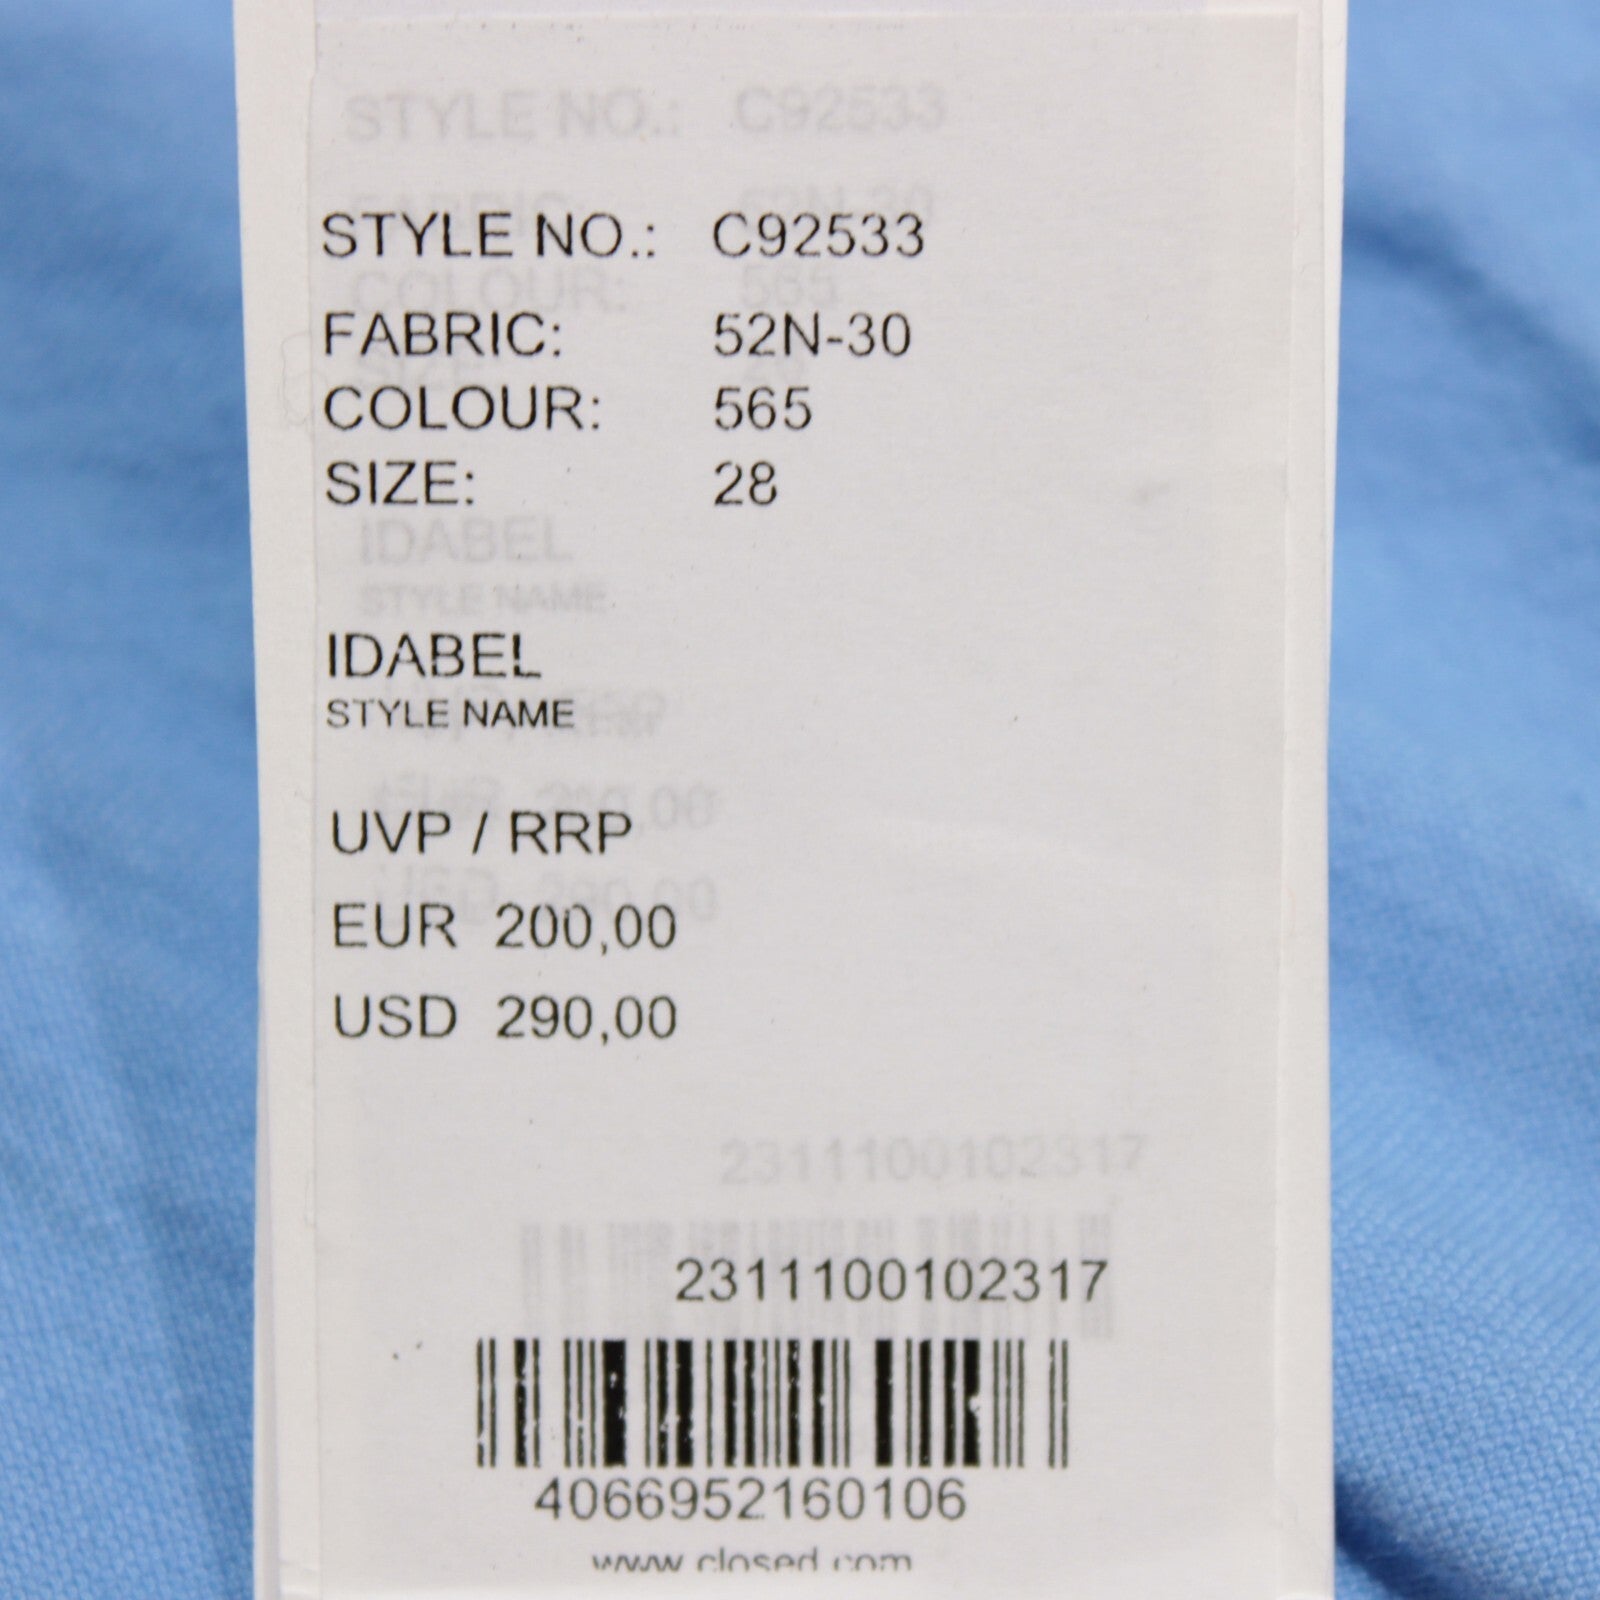 STYLE NO.: C92533
FABRIC: 52N-30
COLOUR: 565
SIZE: 28
IDABEL
STYLE NAME
UVP / RRP
EUR 200,00
USD 290,00
2311100102317
4066952160106
www.closed.com